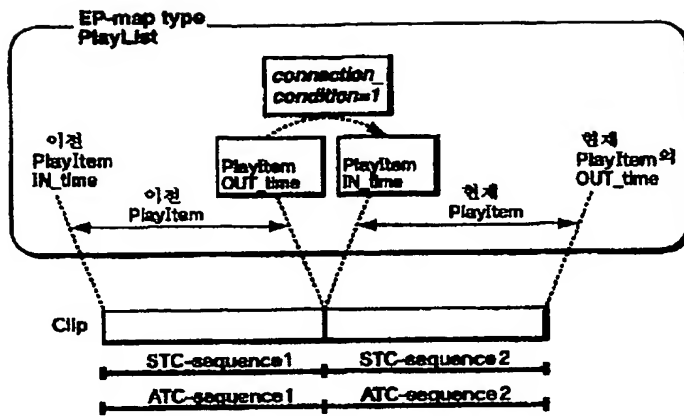 EP-map type
PlayList
connection_
condition=1
이전
PlayItem
IN_time
PlayItem
OUT_time
PlayItem
IN_time
현재
PlayItem의
OUT_time
이전
PlayItem
현재
PlayItem
Clip
STC-sequence1
STC-sequence2
ATC-sequence1
ATC-sequence2